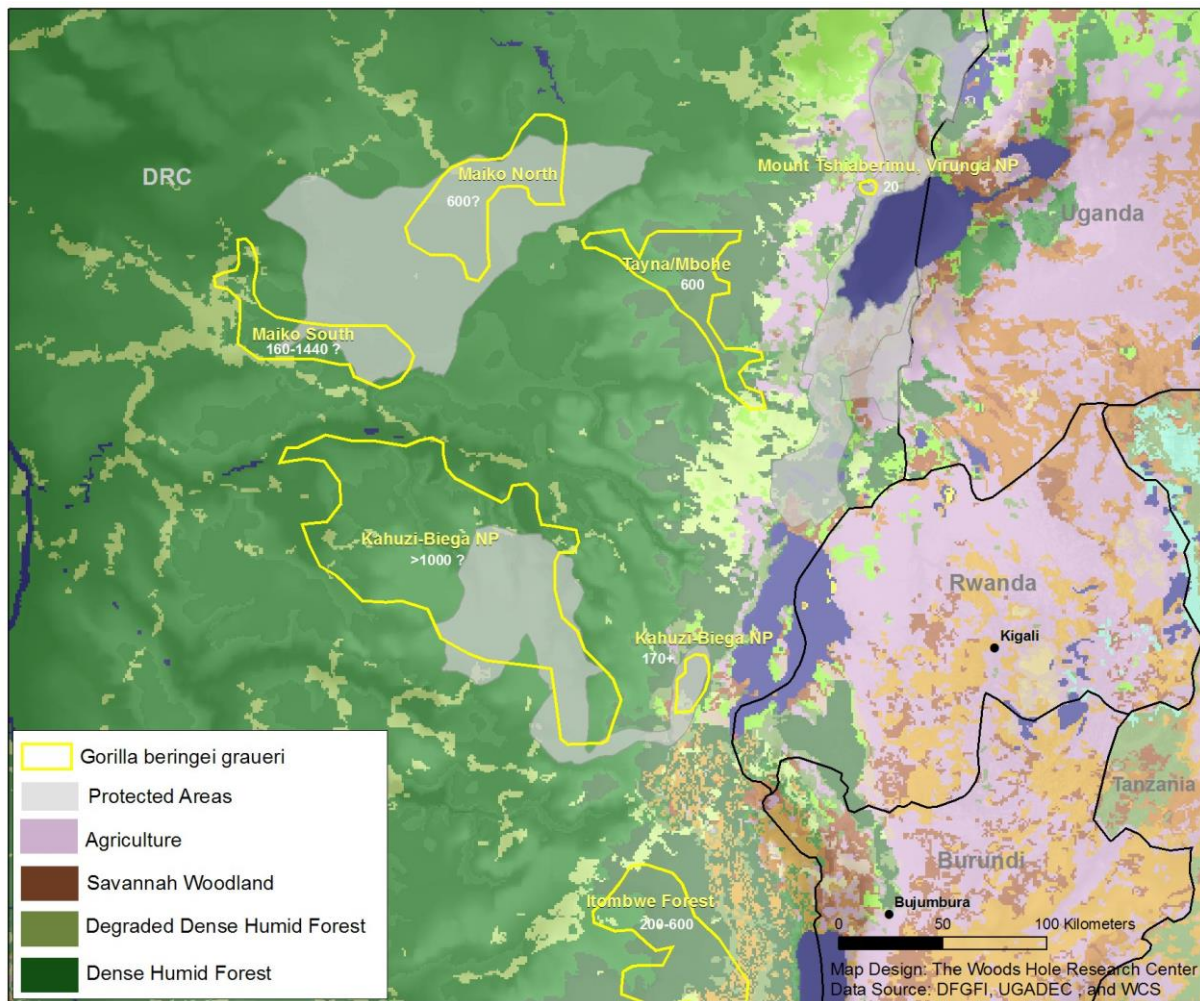 DRC
Maiko North
600?
Mount Tshiaberimu, Virunga NP
20
Uganda
Tayna/Mbohe
600
Maiko South
160-1440 ?
Kahuzi-Biega NP
>1000 ?
Rwanda
Kigali
Kahuzi-Biega NP
170+
Tanzania
Burundi
Itombwe Forest
200-600
Bujumbura
Gorilla beringei graueri
Protected Areas
Agriculture
Savannah Woodland
Degraded Dense Humid Forest
Dense Humid Forest
0 50 100 Kilometers
Map Design: The Woods Hole Research Center
Data Source: DFGFI, UGADEC , and WCS